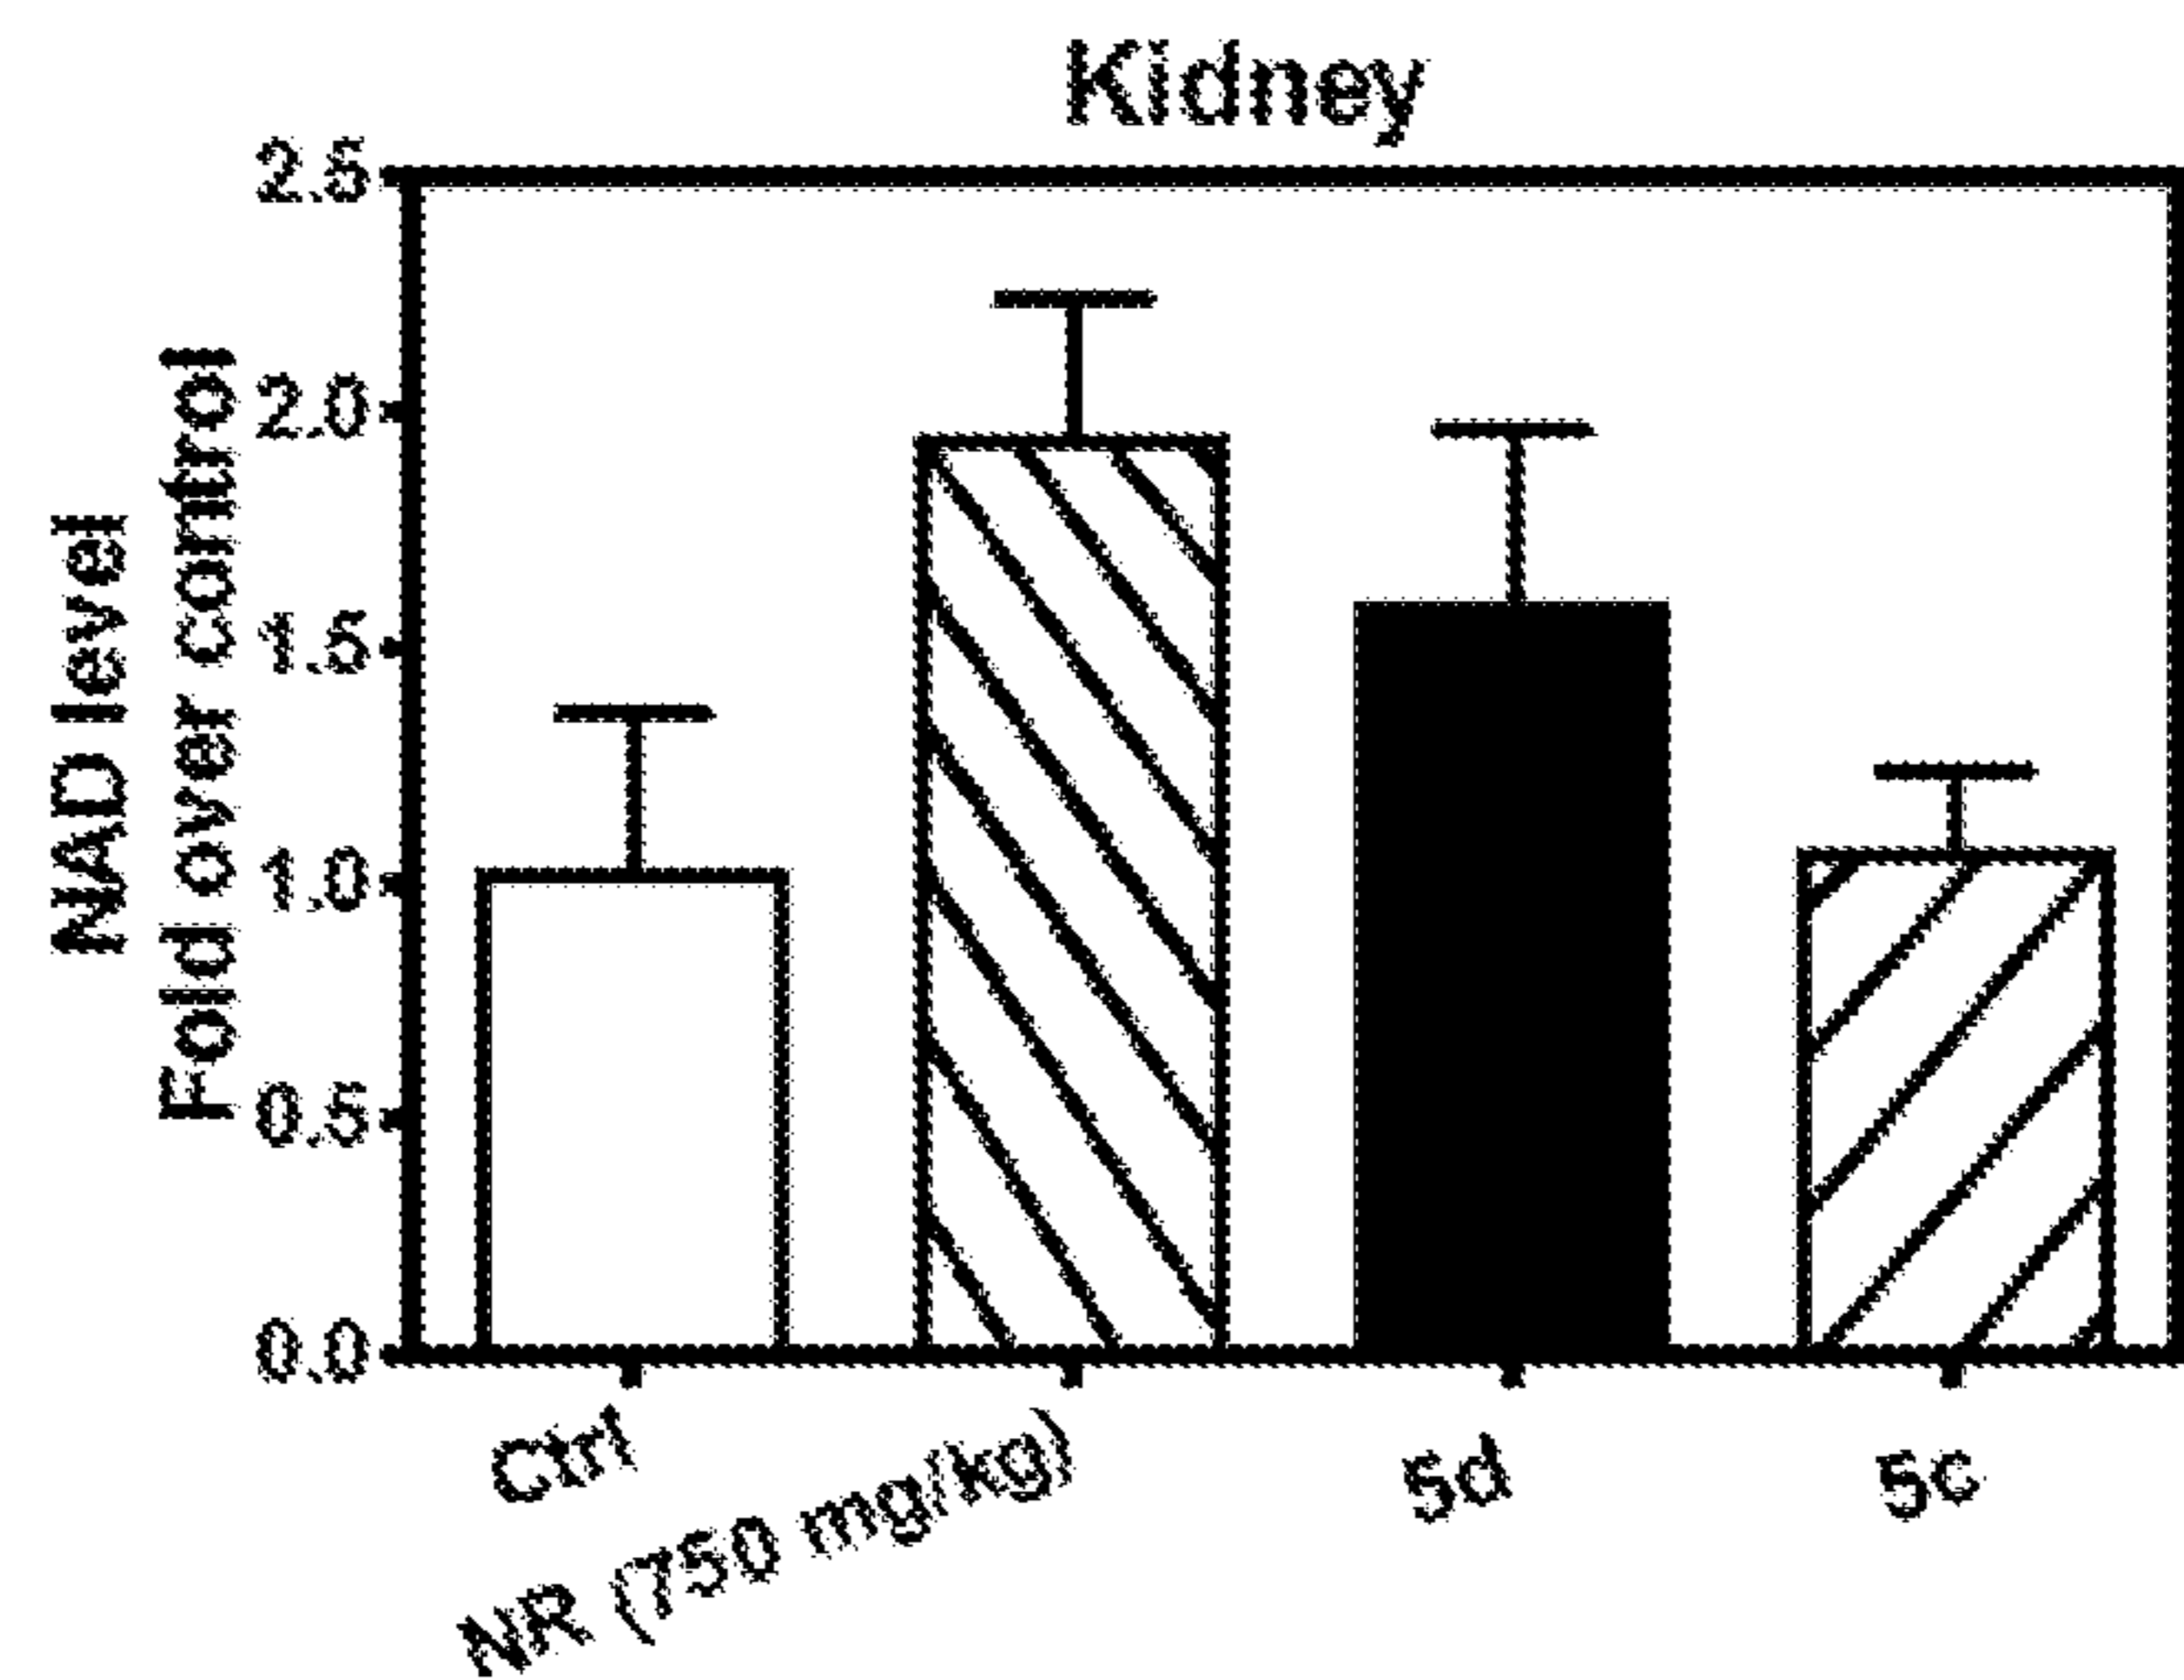 Kidney
NAD level
Fold over control
2.5
2.0
1.5
1.0
0.5
0.0
Ctrl
NR (750 mg/kg)
5d
5c